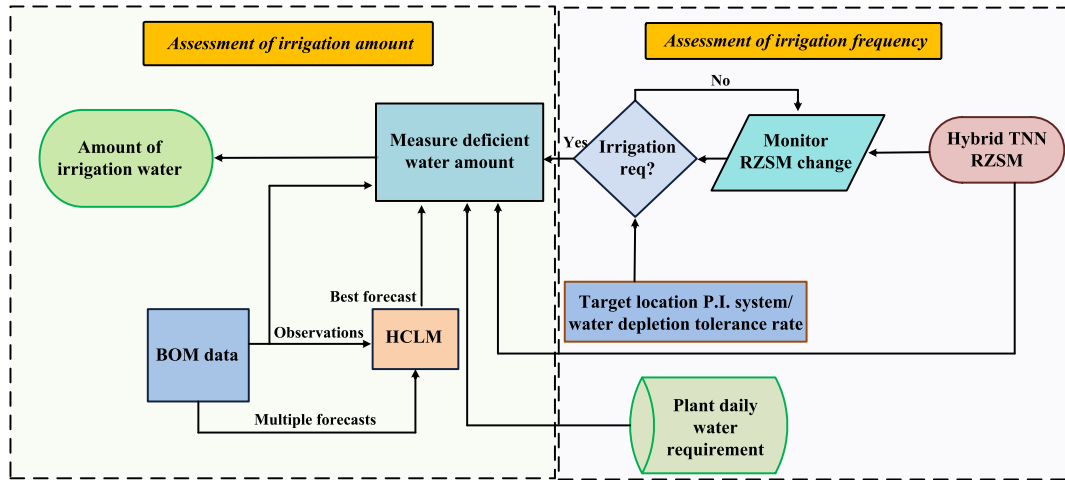 Assessment of irrigation amount
Assessment of irrigation frequency
No
Amount of
irrigation water
Measure deficient
water amount
Yes
Irrigation
req?
Monitor
RZSM change
Hybrid TNN
RZSM
Best forecast
Target location P.I. system/
water depletion tolerance rate
BOM data
Observations
HCLM
Multiple forecasts
Plant daily
water
requirement